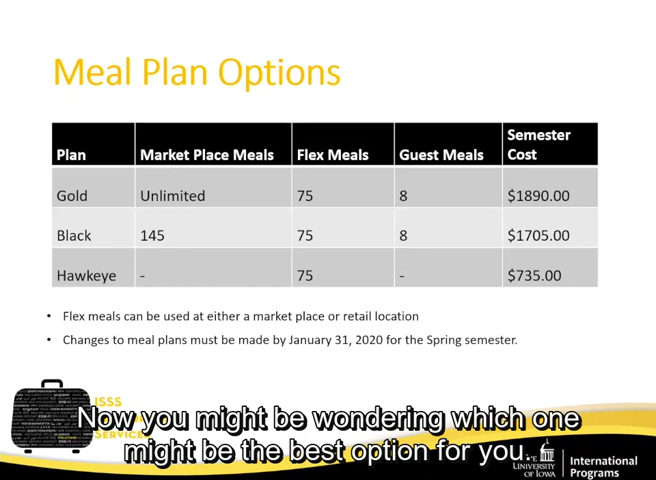 Meal Plan Options
Plan Market Place Meals Flex Meals Guest Meals Semester Cost
Gold Unlimited 75 8 $1890.00
Black 145 75 8 $1705.00
Hawkeye - 75 - $735.00
• Flex meals can be used at either a market place or retail location
• Changes to meal plans must be made by January 31, 2020 for the Spring semester.
ISSS
Now you might be wondering which one
might be the best option for you.
UNIVERSITY
OF IOWA
International
Programs